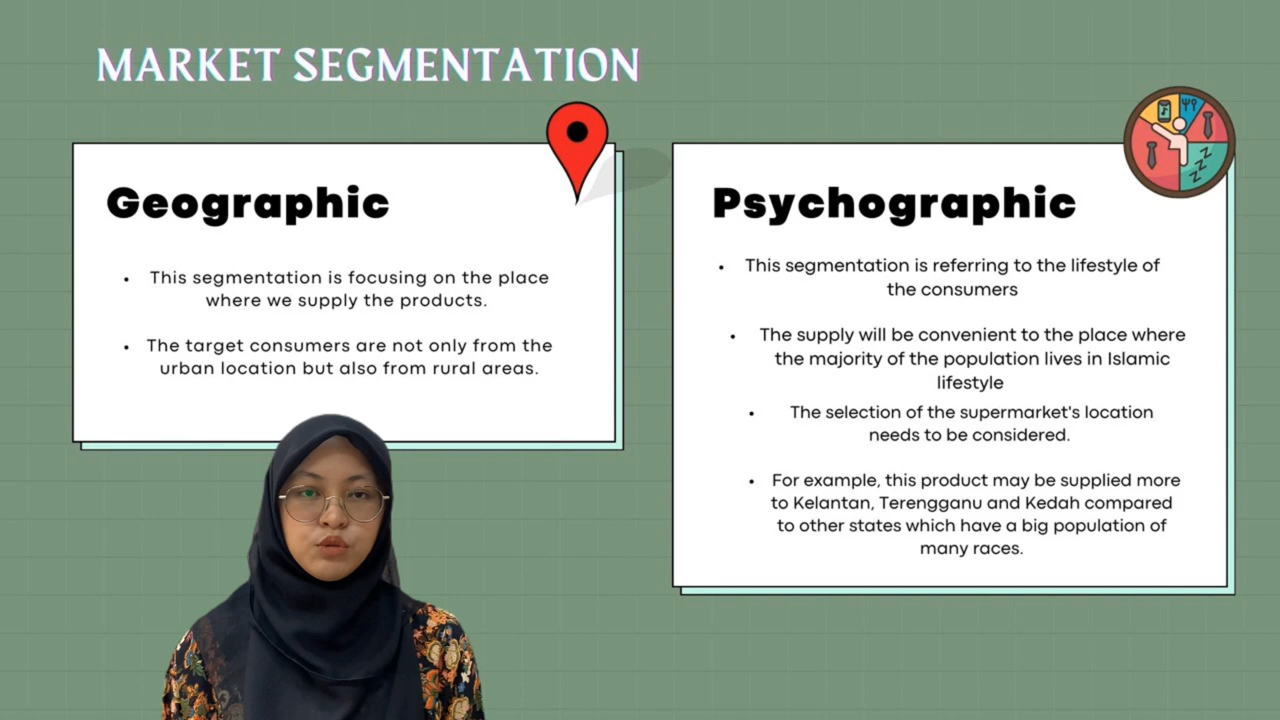 MARKET SEGMENTATION
Geographic
• This segmentation is focusing on the place
where we supply the products.
• The target consumers are not only from the
urban location but also from rural areas.
Psychographic
• This segmentation is referring to the lifestyle of
the consumers
• The supply will be convenient to the place where
the majority of the population lives in Islamic
lifestyle
• The selection of the supermarket's location
needs to be considered.
• For example, this product may be supplied more
to Kelantan, Terengganu and Kedah compared
to other states which have a big population of
many races.